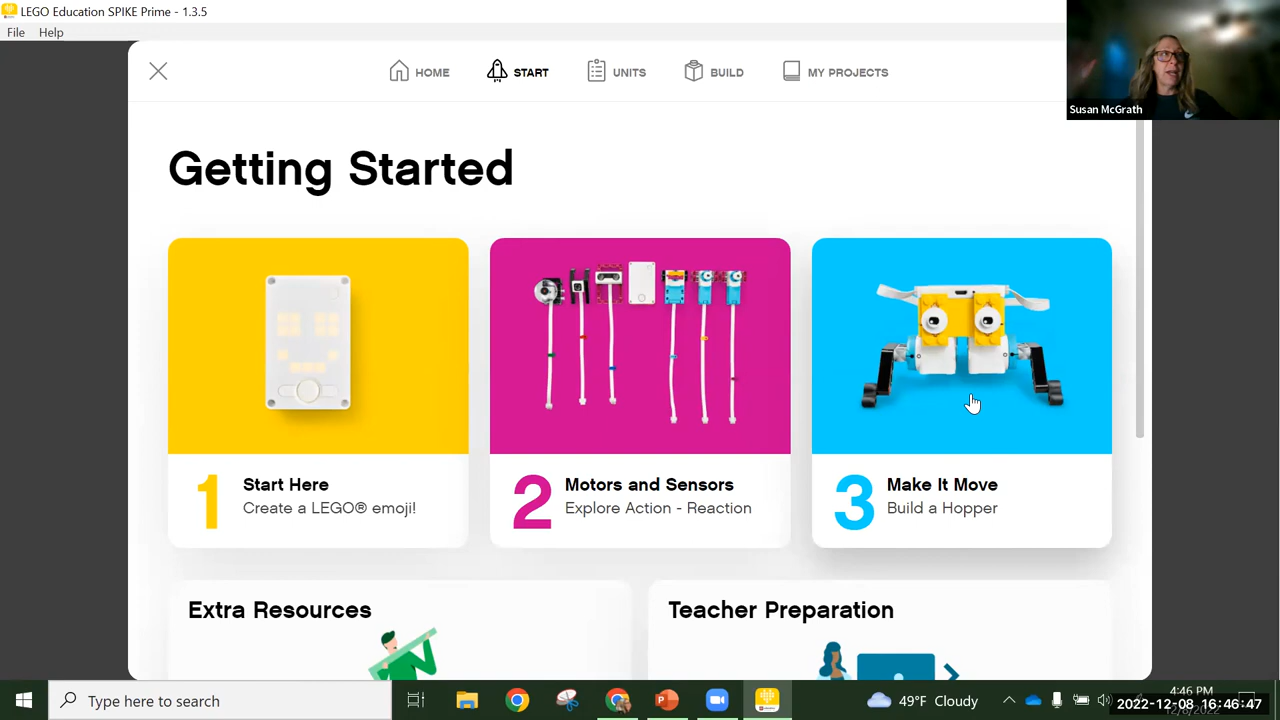 LEGO Education SPIKE Prime - 1.3.5
File Help
HOME START UNITS BUILD MY PROJECTS
Susan McGrath
Getting Started
1 Start Here
Create a LEGO® emoji!
2 Motors and Sensors
Explore Action - Reaction
3 Make It Move
Build a Hopper
Extra Resources
Teacher Preparation
Type here to search
49°F Cloudy
4:46 PM
2022-12-08 16:46:47